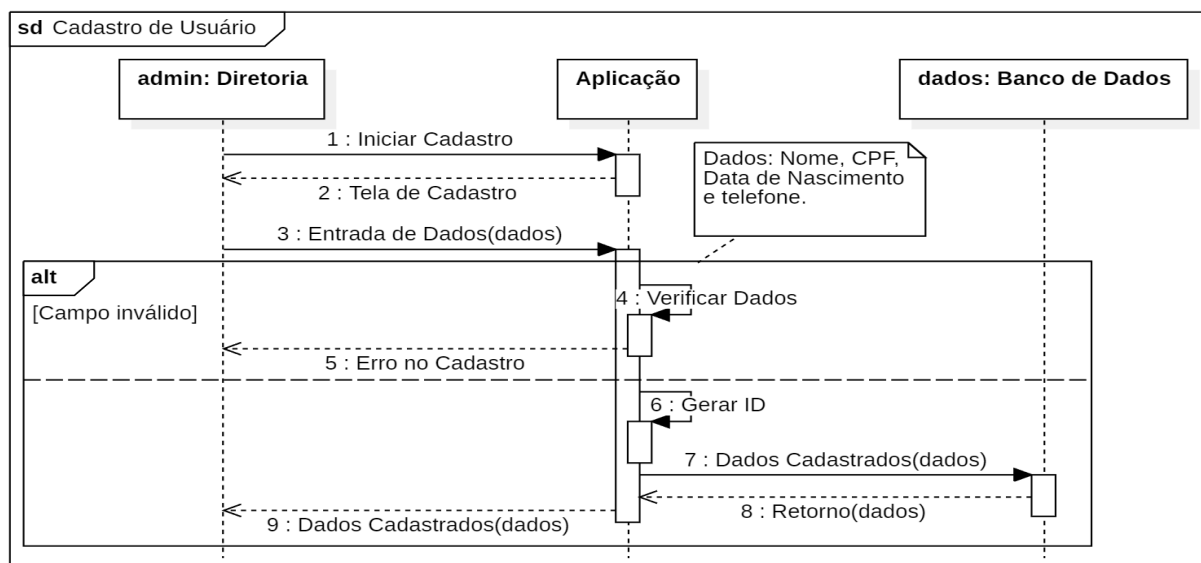 sd Cadastro de Usuário
admin: Diretoria
Aplicação
dados: Banco de Dados
1 : Iniciar Cadastro
2 : Tela de Cadastro
Dados: Nome, CPF,
Data de Nascimento
e telefone.
3 : Entrada de Dados(dados)
alt
[Campo inválido]
4 : Verificar Dados
5 : Erro no Cadastro
6 : Gerar ID
7 : Dados Cadastrados(dados)
8 : Retorno(dados)
9 : Dados Cadastrados(dados)